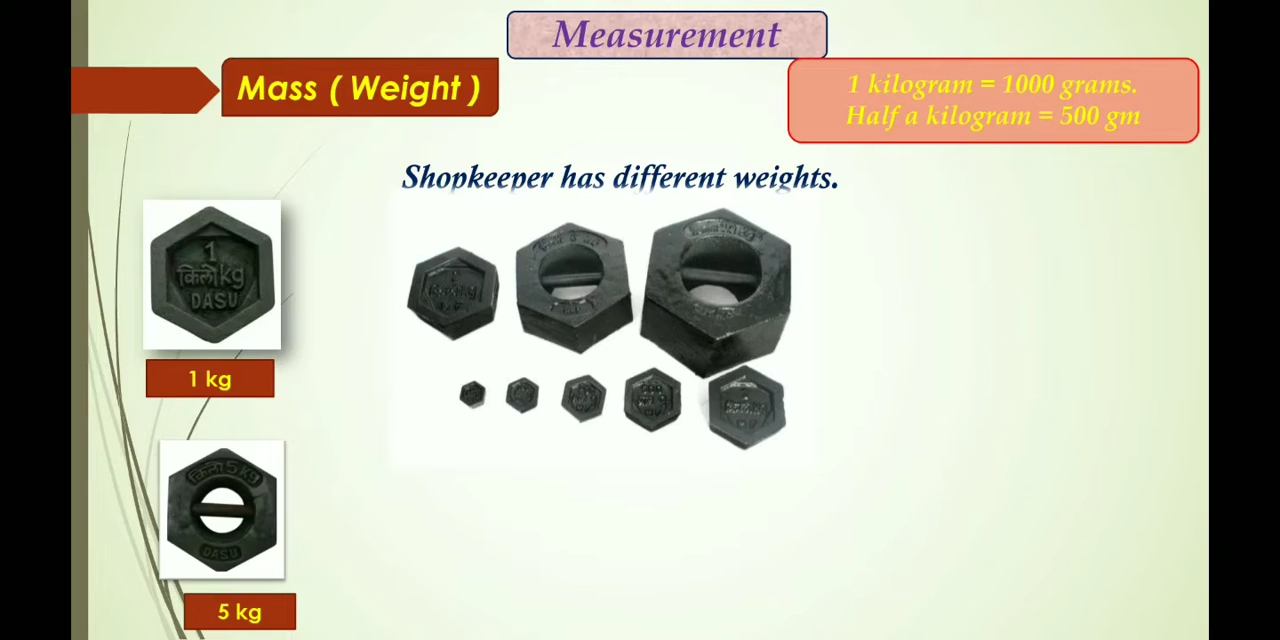 Measurement
Mass ( Weight )
1 kilogram = 1000 grams.
Half a kilogram = 500 gm
Shopkeeper has different weights.
1
किलो kg
DASU
1 kg
किलो 5 kg
DASU
5 kg